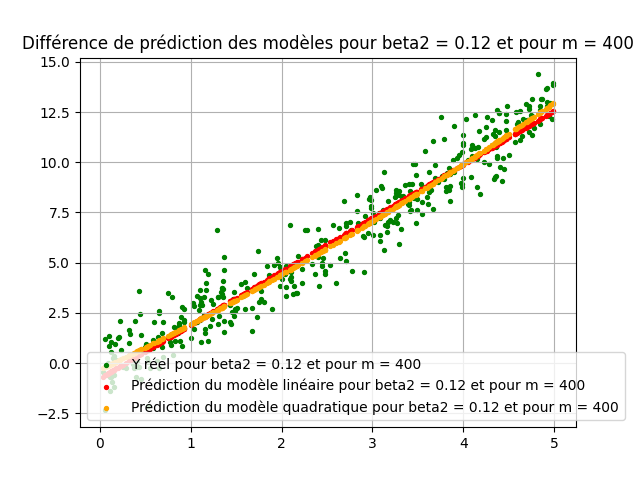 Différence de prédiction des modèles pour beta2 = 0.12 et pour m = 400
15.0
12.5
10.0
7.5
5.0
2.5
0.0
−2.5
Y réel pour beta2 = 0.12 et pour m = 400
Prédiction du modèle linéaire pour beta2 = 0.12 et pour m = 400
Prédiction du modèle quadratique pour beta2 = 0.12 et pour m = 400
0 1 2 3 4 5